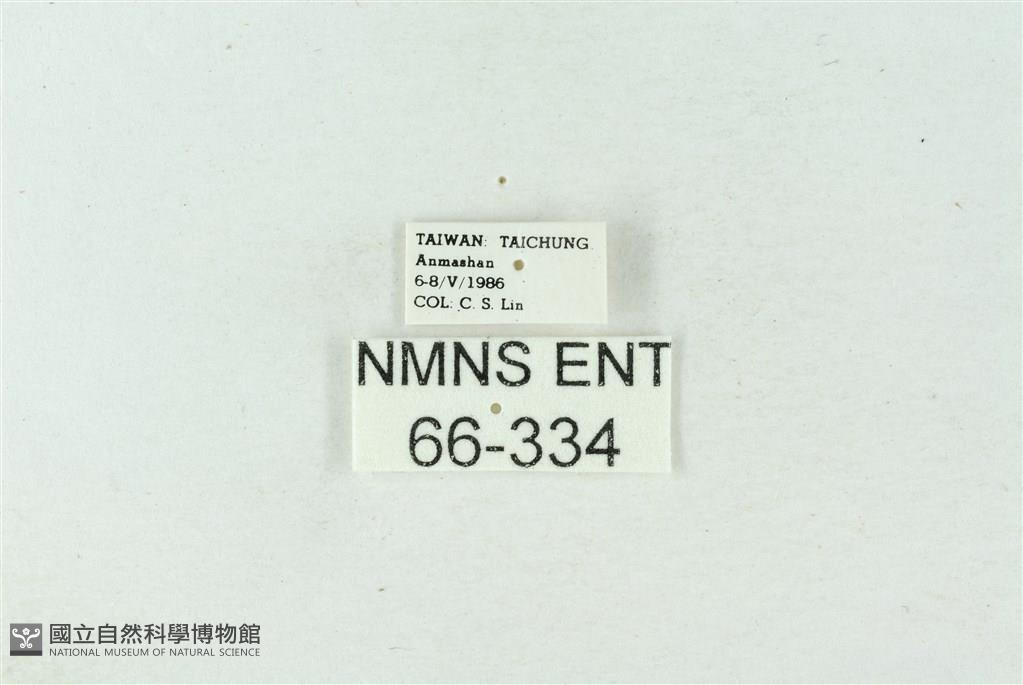 TAIWAN: TAICHUNG
Anmashan
6-8/V/1986
COL: C. S. Lin
NMNS ENT
66-334
國立自然科學博物館
NATIONAL MUSEUM OF NATURAL SCIENCE